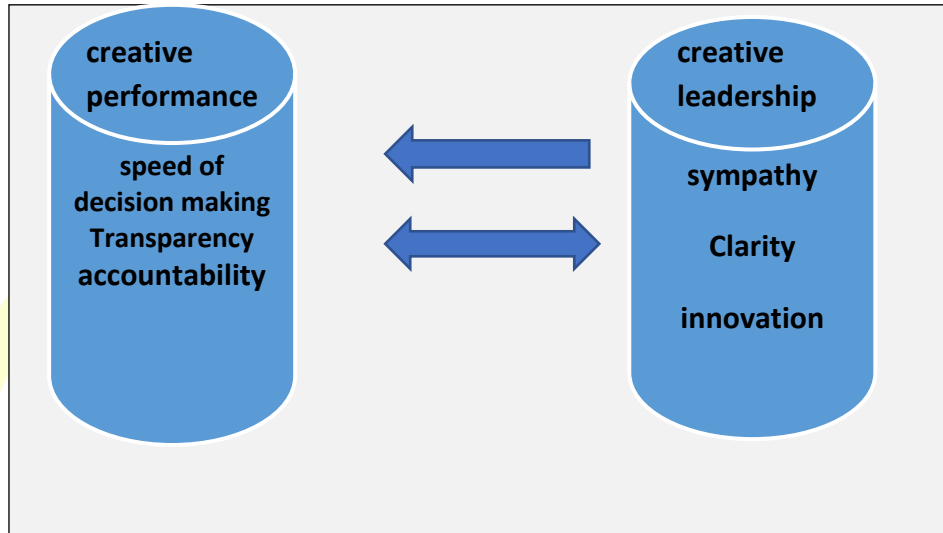 creative
performance
speed of
decision making
Transparency
accountability
creative
leadership
sympathy
Clarity
innovation